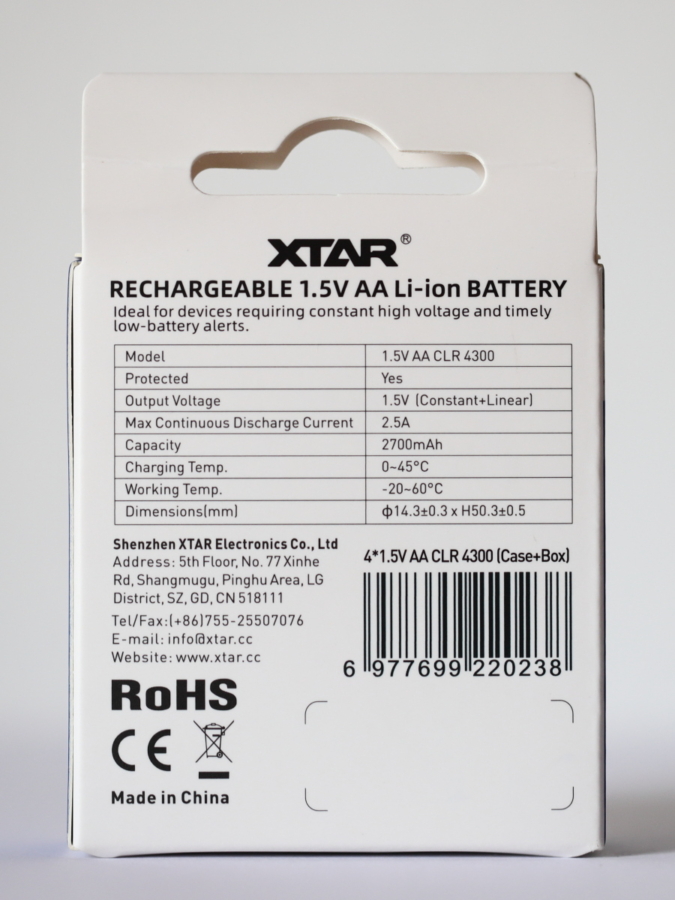 XTAR®
RECHARGEABLE 1.5V AA Li-ion BATTERY
Ideal for devices requiring constant high voltage and timely
low-battery alerts.
Model 1.5V AA CLR 4300
Protected Yes
Output Voltage 1.5V (Constant+Linear)
Max Continuous Discharge Current 2.5A
Capacity 2700mAh
Charging Temp. 0~45°C
Working Temp. -20~60°C
Dimensions(mm) ф14.3±0.3 x H50.3±0.5
Shenzhen XTAR Electronics Co., Ltd
Address: 5th Floor, No. 77 Xinhe
Rd, Shangmugu, Pinghu Area, LG
District, SZ, GD, CN 518111
Tel/Fax:(+86)755-25507076
E-mail: info@xtar.cc
Website: www.xtar.cc
4*1.5V AA CLR 4300 (Case+Box)
6 977699 220238
RoHS
CE
Made in China